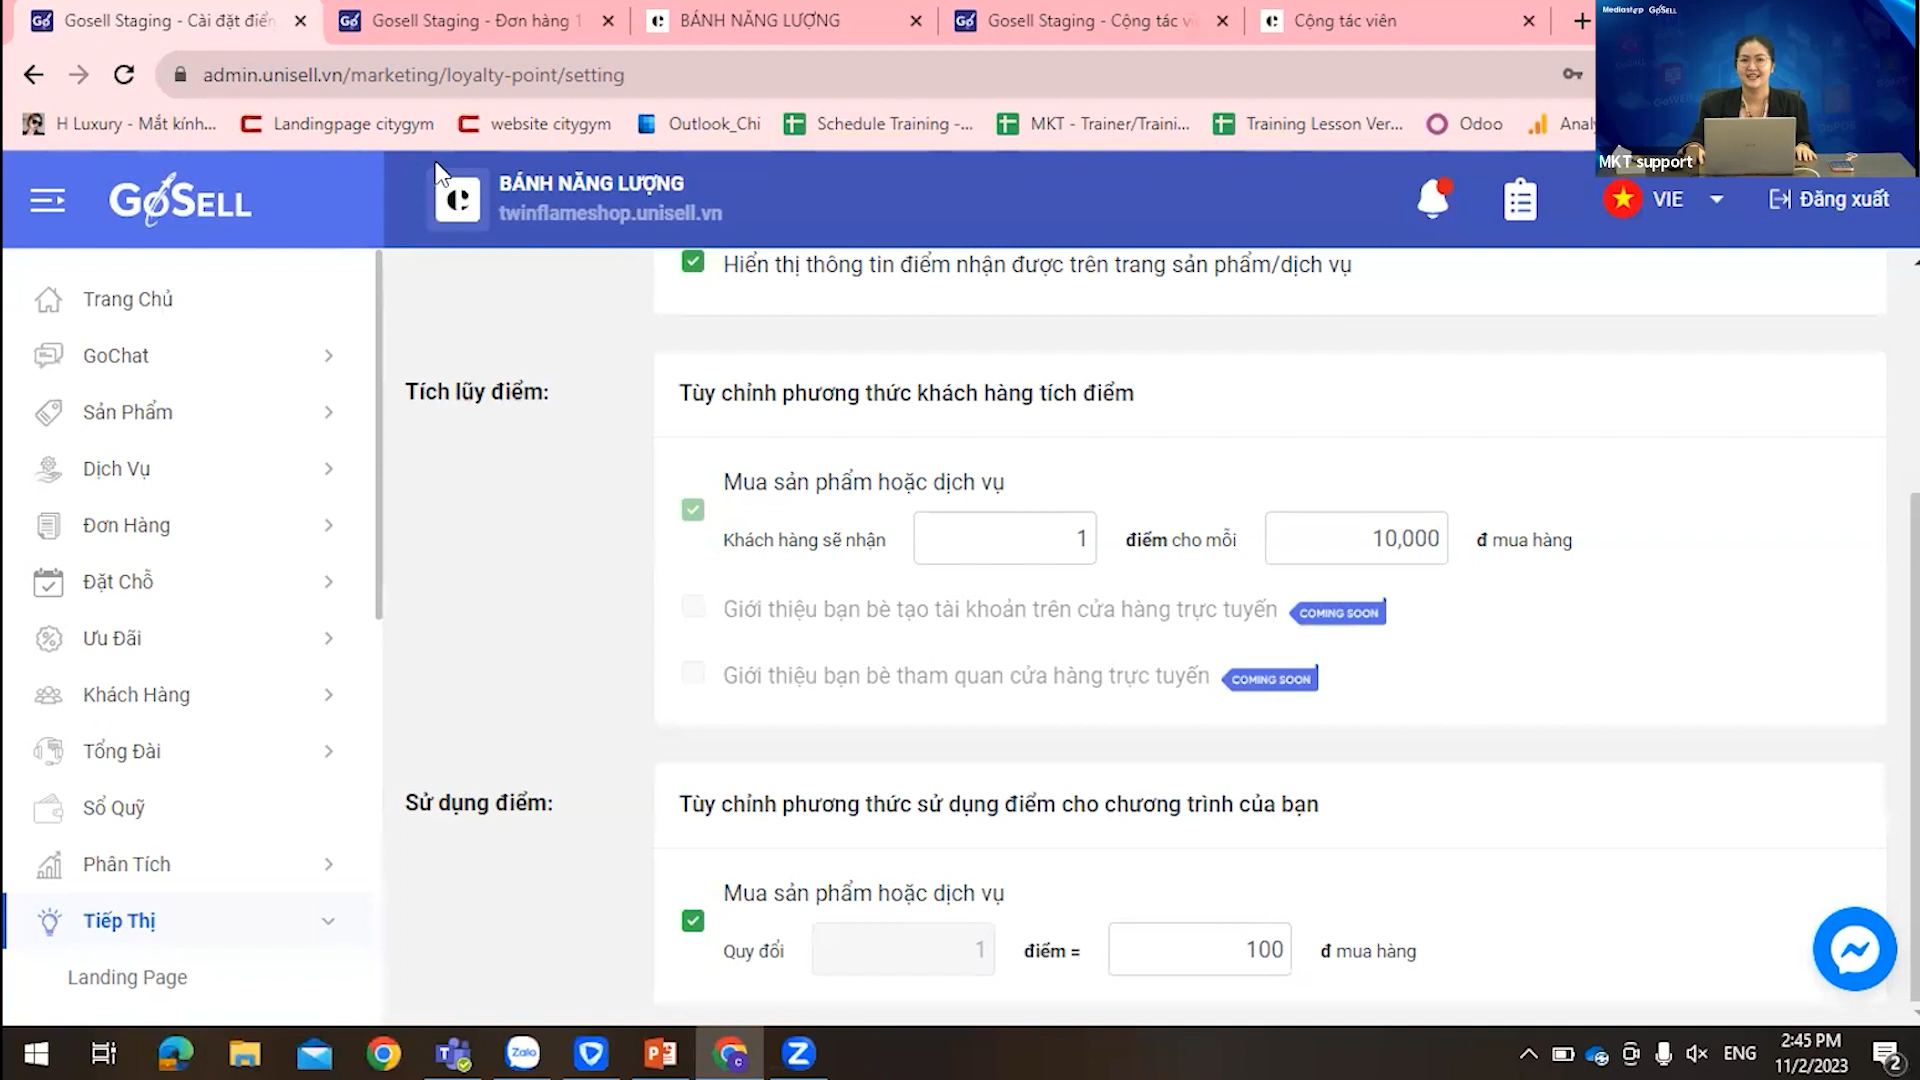 Gosell Staging - Cài đặt điển
Gosell Staging - Đơn hàng 1
BÁNH NĂNG LƯỢNG
Gosell Staging - Cộng tác vi
Cộng tác viên
Mediastep GoSELL
admin.unisell.vn/marketing/loyalty-point/setting
H Luxury - Mắt kính...
Landingpage citygym
website citygym
Outlook_Chi
Schedule Training -...
MKT - Trainer/Traini...
Training Lesson Ver...
Odoo
Analy
MKT support
GoSELL
BÁNH NĂNG LƯỢNG
twinflameshop.unisell.vn
VIE
Đăng xuất
Trang Chủ
GoChat
Sản Phẩm
Dịch Vụ
Đơn Hàng
Đặt Chỗ
Ưu Đãi
Khách Hàng
Tổng Đài
Sổ Quỹ
Phân Tích
Tiếp Thị
Landing Page
Hiển thị thông tin điểm nhận được trên trang sản phẩm/dịch vụ
Tích lũy điểm:
Tùy chỉnh phương thức khách hàng tích điểm
Mua sản phẩm hoặc dịch vụ
Khách hàng sẽ nhận 1 điểm cho mỗi 10,000 đ mua hàng
Giới thiệu bạn bè tạo tài khoản trên cửa hàng trực tuyến COMING SOON
Giới thiệu bạn bè tham quan cửa hàng trực tuyến COMING SOON
Sử dụng điểm:
Tùy chỉnh phương thức sử dụng điểm cho chương trình của bạn
Mua sản phẩm hoặc dịch vụ
Quy đổi 1 điểm = 100 đ mua hàng
Zalo
ENG
2:45 PM
11/2/2023
2